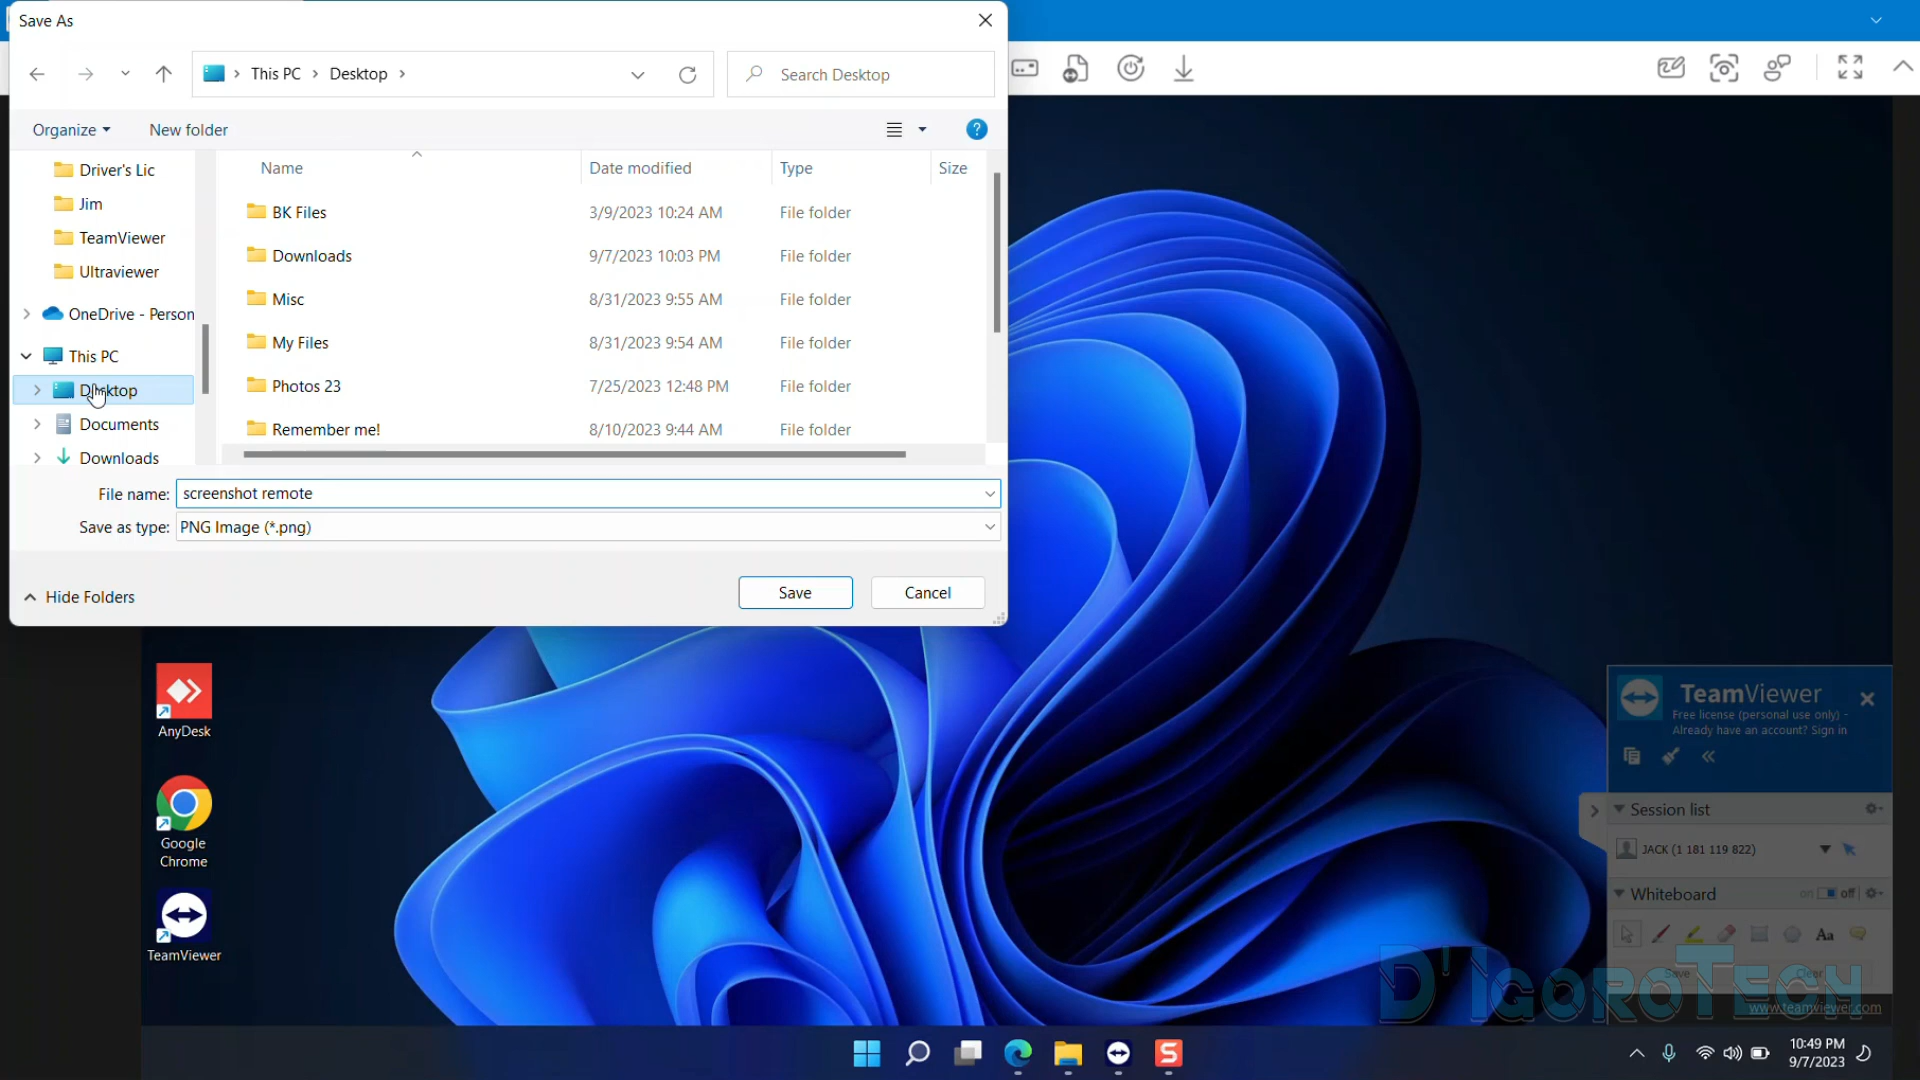 Save As
This PC > Desktop >
Search Desktop
Organize
New folder
Name
Date modified
Type
Size
Driver's Lic
Jim
TeamViewer
Ultraviewer
OneDrive - Person
This PC
Desktop
Documents
Downloads
BK Files 3/9/2023 10:24 AM File folder
Downloads 9/7/2023 10:03 PM File folder
Misc 8/31/2023 9:55 AM File folder
My Files 8/31/2023 9:54 AM File folder
Photos 23 7/25/2023 12:48 PM File folder
Remember me! 8/10/2023 9:44 AM File folder
File name: screenshot remote
Save as type: PNG Image (*.png)
Hide Folders
Save
Cancel
AnyDesk
Google
Chrome
TeamViewer
TeamViewer
Free license (personal use only) -
Already have an account? Sign in
Session list
JACK (1 181 119 822)
Whiteboard
on off
Aa
Save Clear
D'IgoroTech
www.teamviewer.com
10:49 PM
9/7/2023